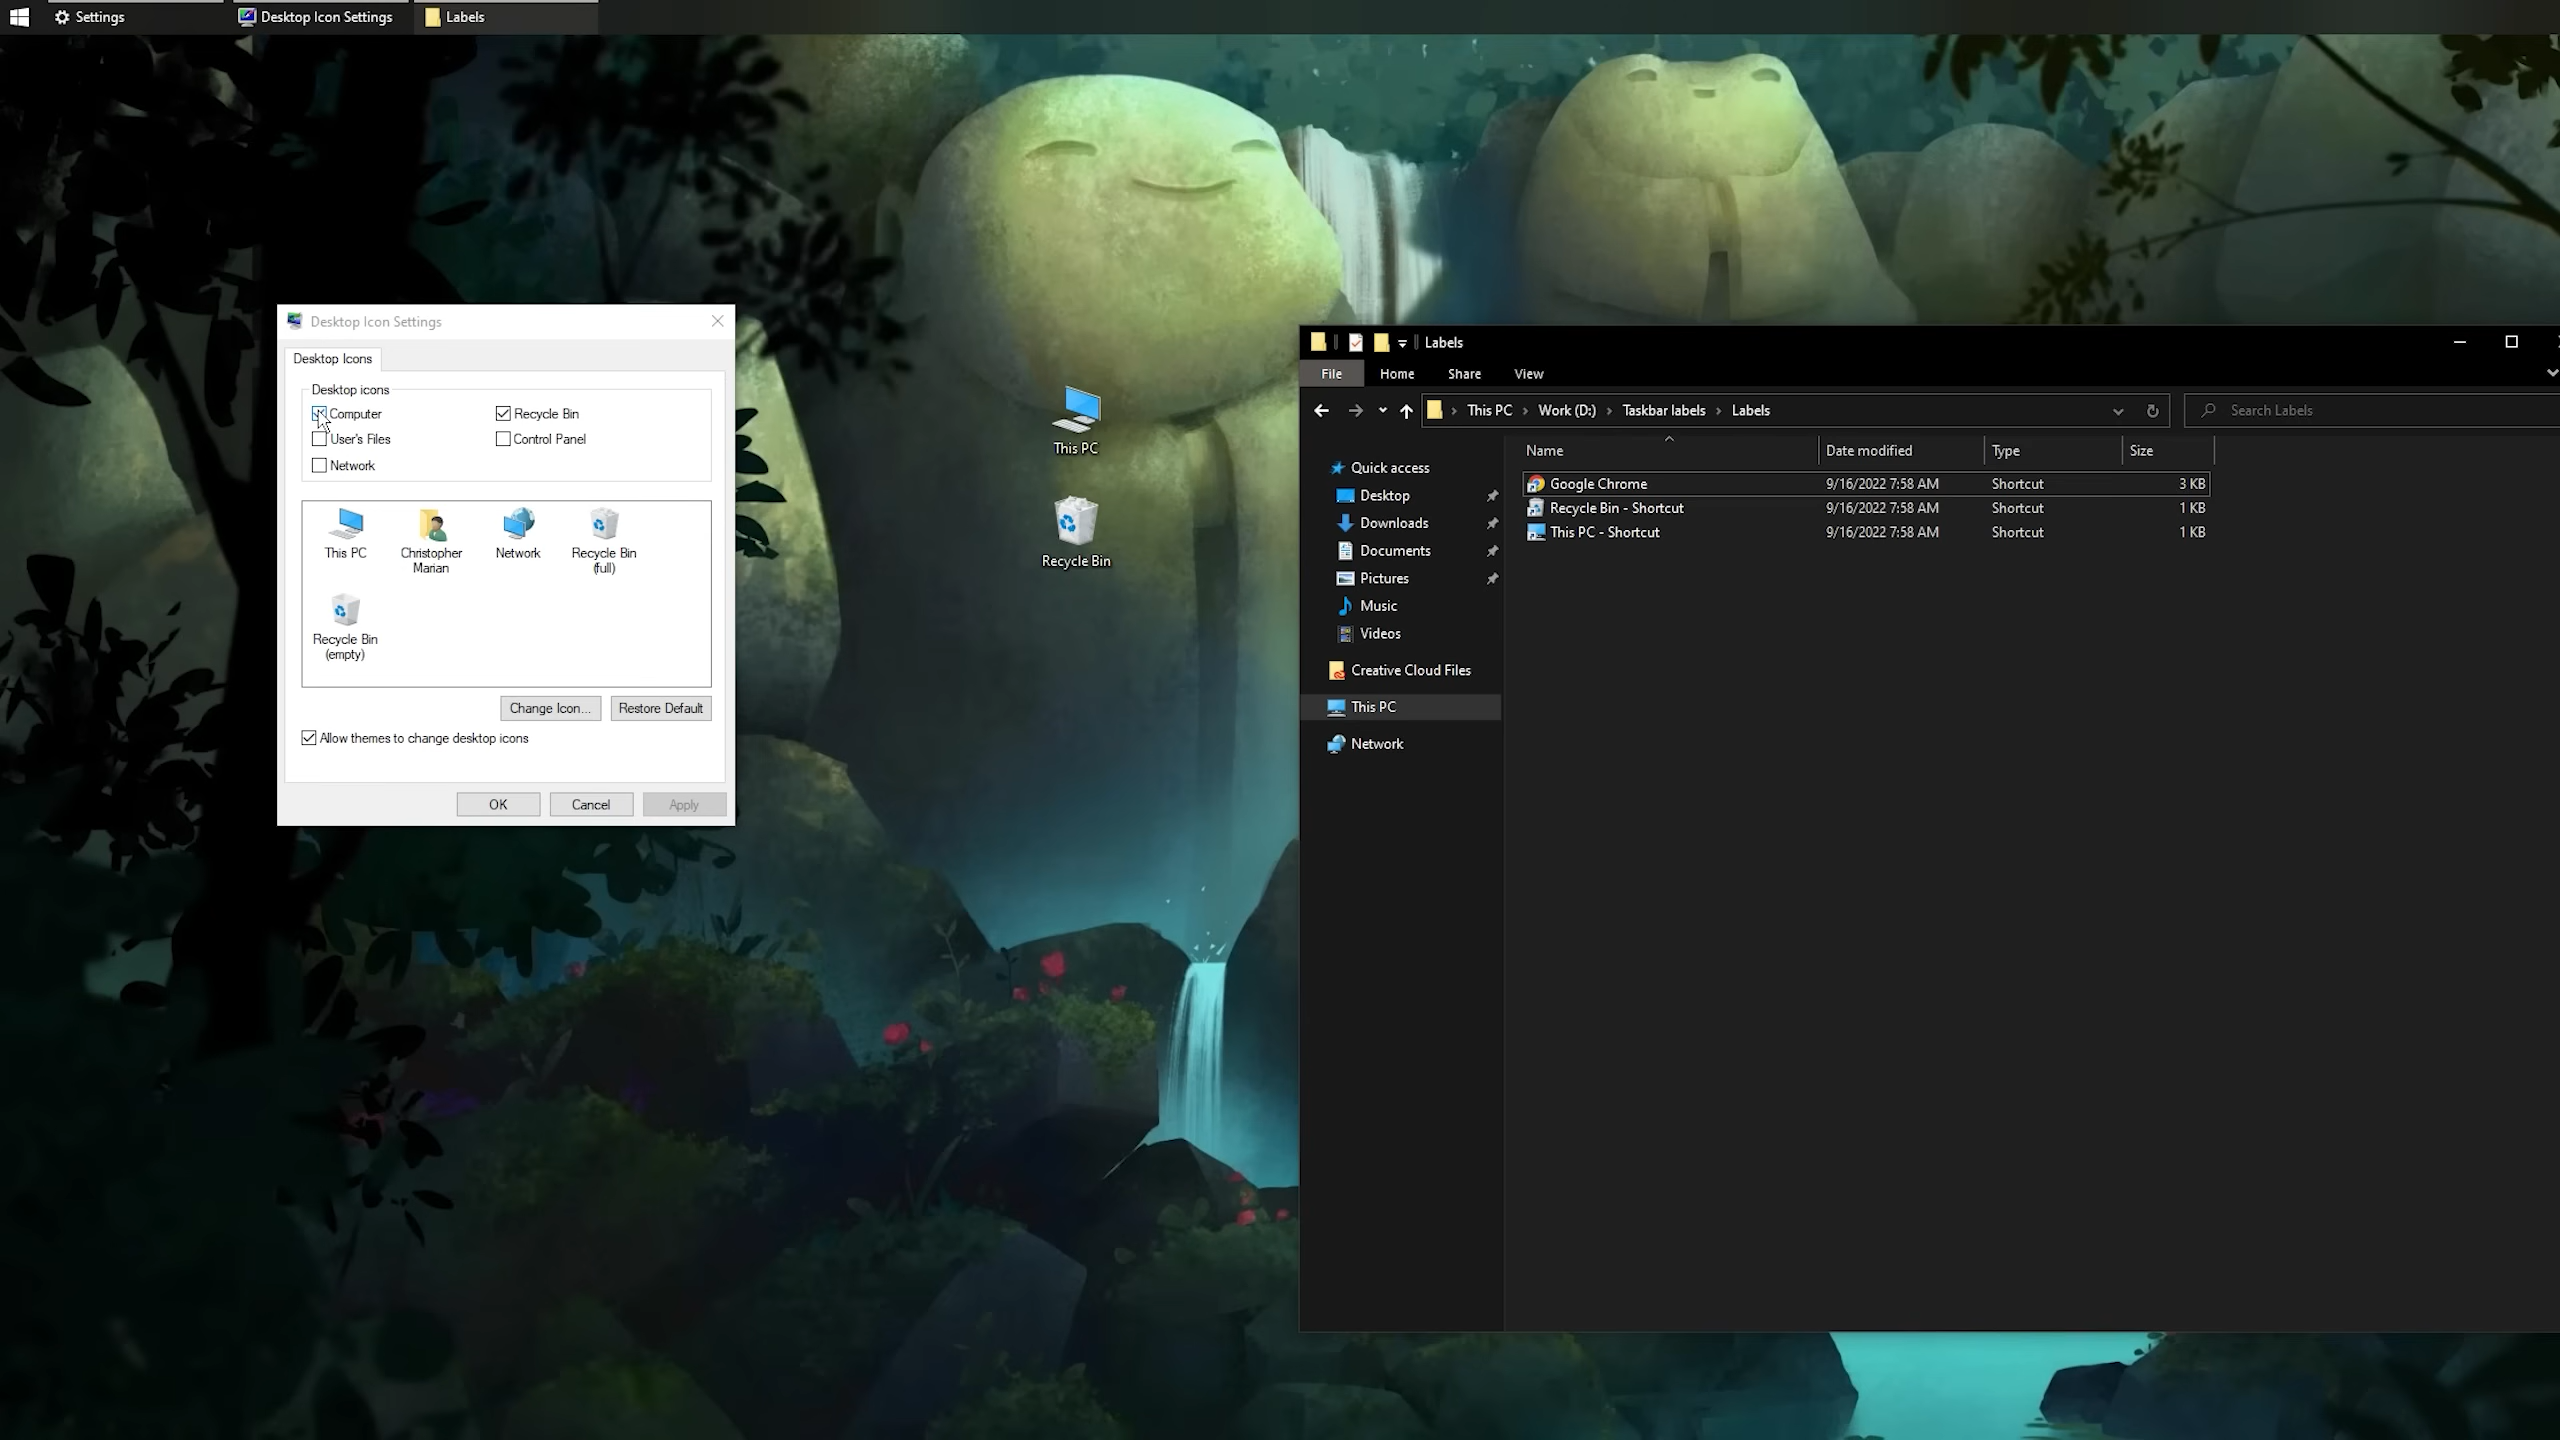 Settings
Desktop Icon Settings
Labels
Desktop Icon Settings
Desktop Icons
Desktop icons
Computer
Recycle Bin
User's Files
Control Panel
Network
This PC
Christopher
Marian
Network
Recycle Bin
(full)
Recycle Bin
(empty)
Change Icon...
Restore Default
Allow themes to change desktop icons
OK
Cancel
Apply
This PC
Recycle Bin
Labels
File
Home
Share
View
This PC
Work (D:)
Taskbar labels
Labels
Search Labels
Name
Date modified
Type
Size
Quick access
Desktop
Downloads
Documents
Pictures
Music
Videos
Creative Cloud Files
This PC
Network
Google Chrome 9/16/2022 7:58 AM Shortcut 3 KB
Recycle Bin - Shortcut 9/16/2022 7:58 AM Shortcut 1 KB
This PC - Shortcut 9/16/2022 7:58 AM Shortcut 1 KB